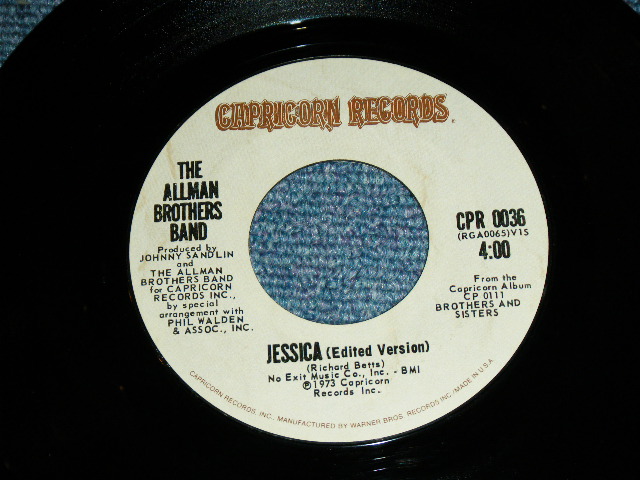 CAPRICORN RECORDS
THE
ALLMAN
BROTHERS
BAND
Produced by
JOHNNY SANDLIN
and
THE ALLMAN
BROTHERS BAND
for CAPRICORN
RECORDS INC.,
by special
arrangement with
PHIL WALDEN
& ASSOC., INC.
CPR 0036
(RGA0065)V1S
4:00
From the
Capricorn Album
CP 0111
BROTHERS AND
SISTERS
JESSICA (Edited Version)
(Richard Betts)
No Exit Music Co., Inc. - BMI
℗1973 Capricorn
Records Inc.
CAPRICORN RECORDS, INC., MANUFACTURED BY WARNER BROS. RECORDS INC./MADE IN U.S.A.